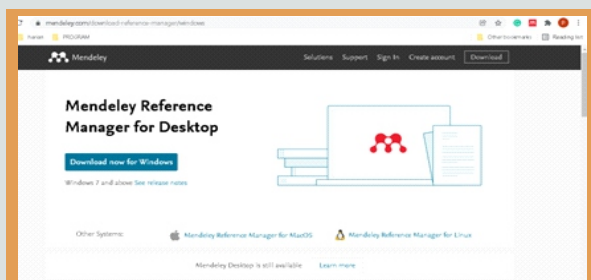 mendeley.com/download-reference-manager/windows
harian PROGRAM Other bookmarks Reading list
Mendeley Solutions Support Sign In Create account Download
Mendeley Reference
Manager for Desktop
Download now for Windows
Windows 7 and above See release notes
Other Systems: Mendeley Reference Manager for MacOS Mendeley Reference Manager for Linux
Mendeley Desktop is still available Learn more